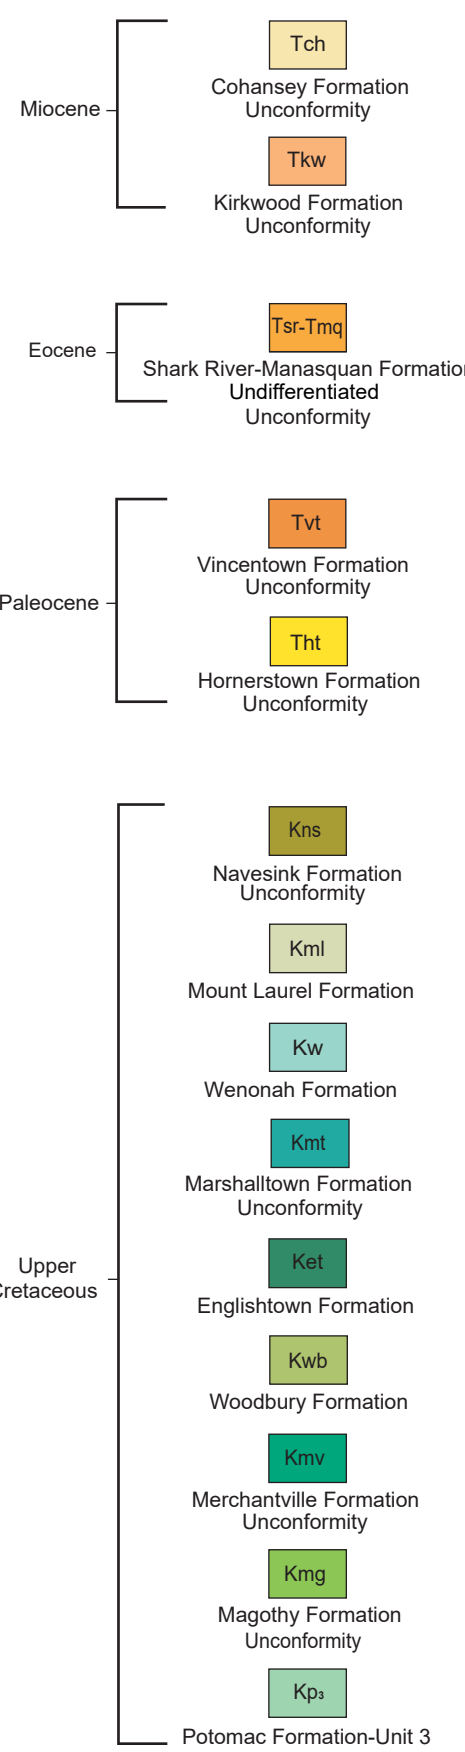 Tch
Cohansey Formation
Unconformity
Miocene
Tkw
Kirkwood Formation
Unconformity
Tsr-Tmq
Eocene
Shark River-Manasquan Formation
Undifferentiated
Unconformity
Tvt
Vincentown Formation
Unconformity
Paleocene
Tht
Hornerstown Formation
Unconformity
Kns
Navesink Formation
Unconformity
Kml
Mount Laurel Formation
Kw
Wenonah Formation
Kmt
Marshalltown Formation
Unconformity
Upper
Cretaceous
Ket
Englishtown Formation
Kwb
Woodbury Formation
Kmv
Merchantville Formation
Unconformity
Kmg
Magothy Formation
Unconformity
Kp₃
Potomac Formation-Unit 3